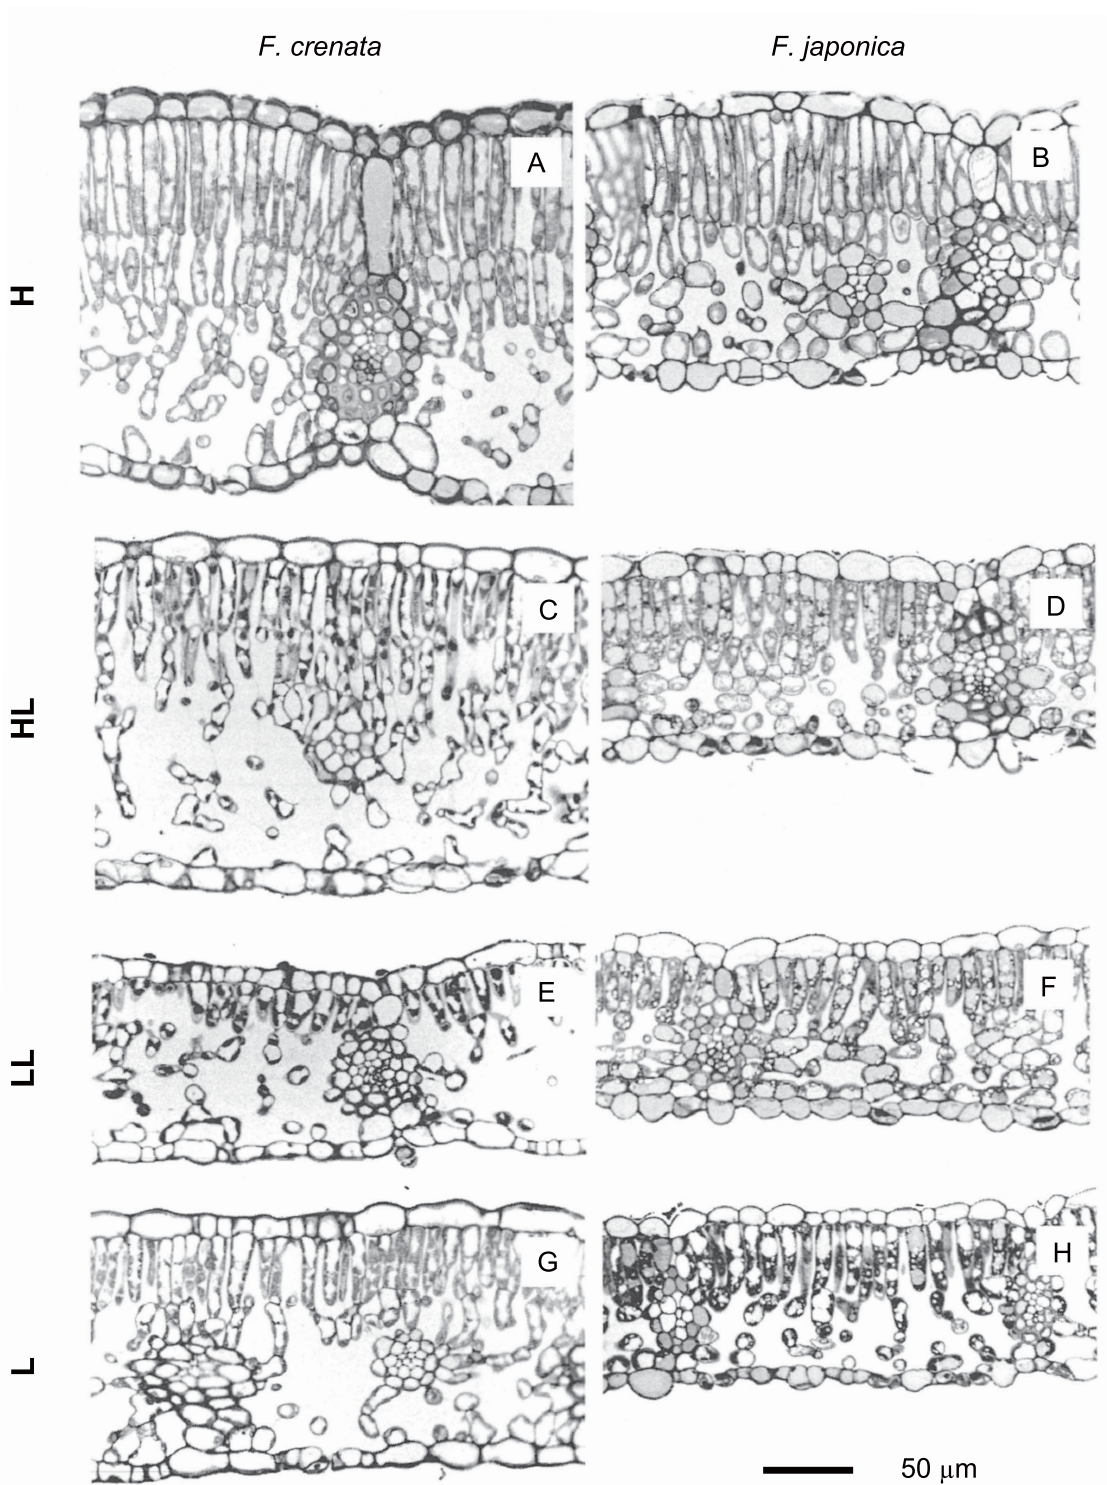 F. crenata F. japonica
A B
H
C D
HL
E F
LL
G H
L
50 μm